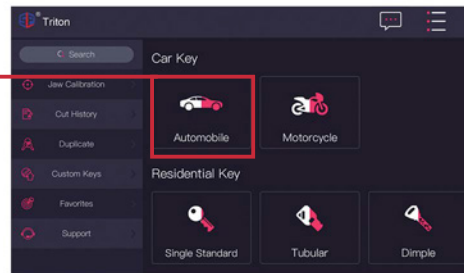 Triton
Search
Jaw Calibration
Cut History
Duplicate
Custom Keys
Favorites
Support
Car Key
Automobile
Motorcycle
Residential Key
Single Standard
Tubular
Dimple